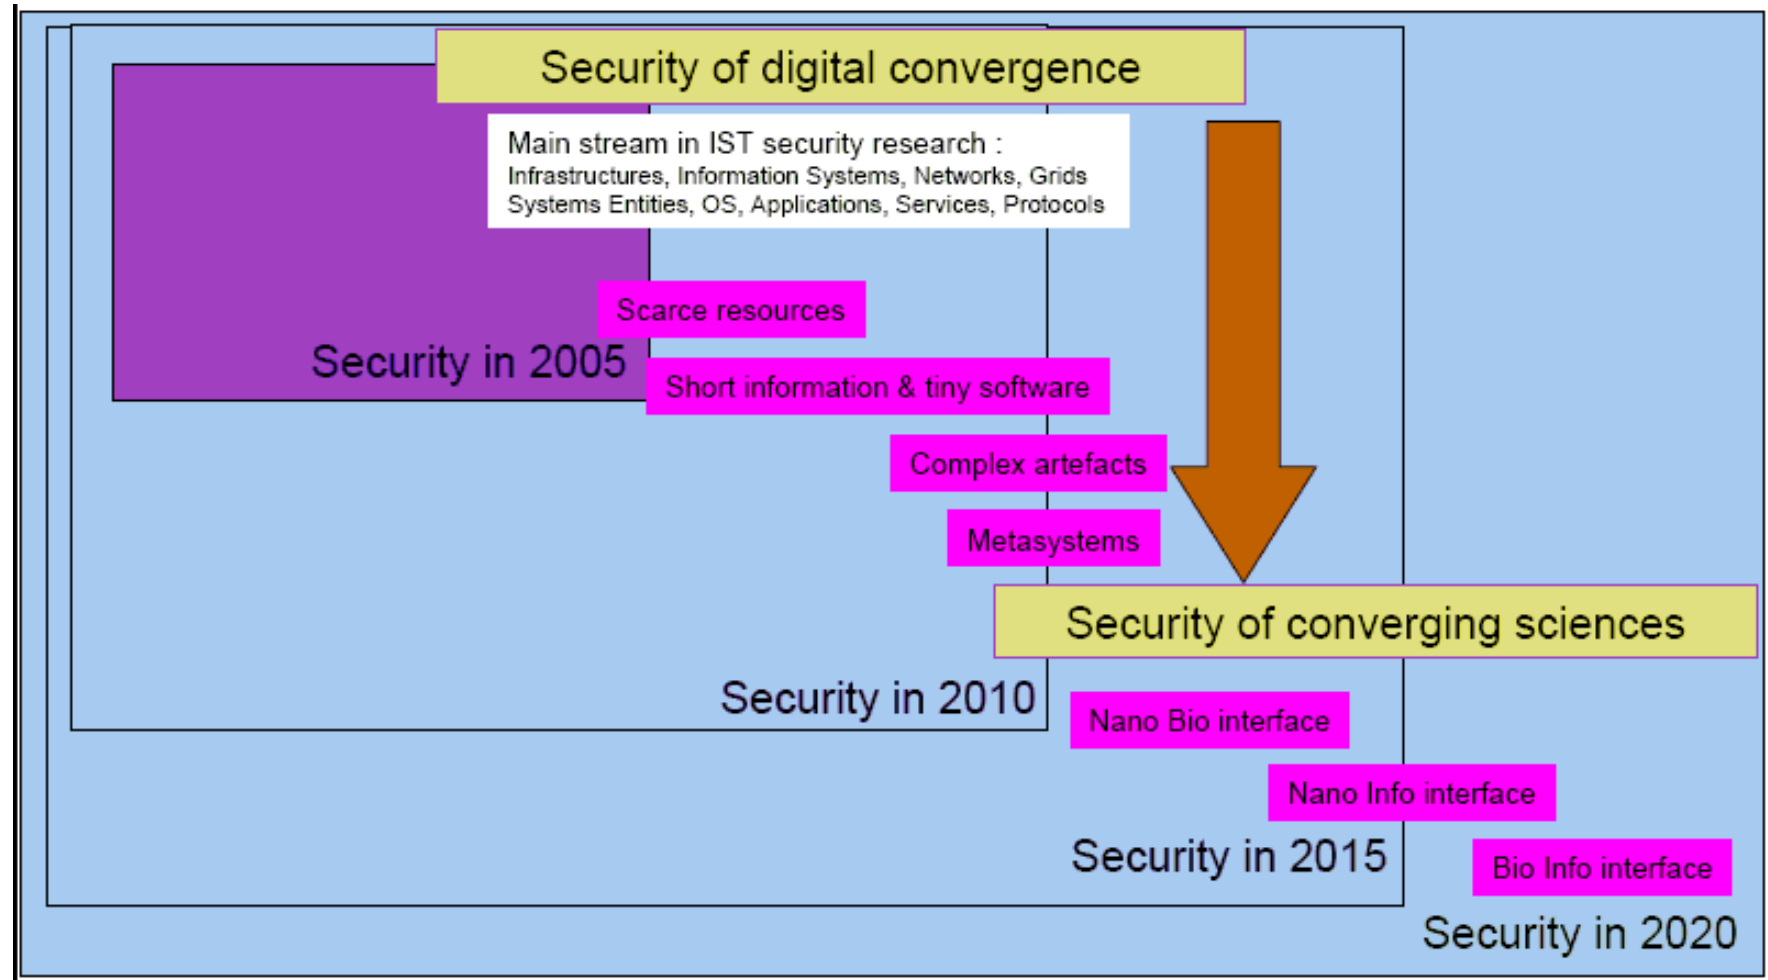 Security of digital convergence
Main stream in IST security research :
Infrastructures, Information Systems, Networks, Grids
Systems Entities, OS, Applications, Services, Protocols
Scarce resources
Security in 2005
Short information & tiny software
Complex artefacts
Metasystems
Security of converging sciences
Security in 2010
Nano Bio interface
Nano Info interface
Security in 2015
Bio Info interface
Security in 2020